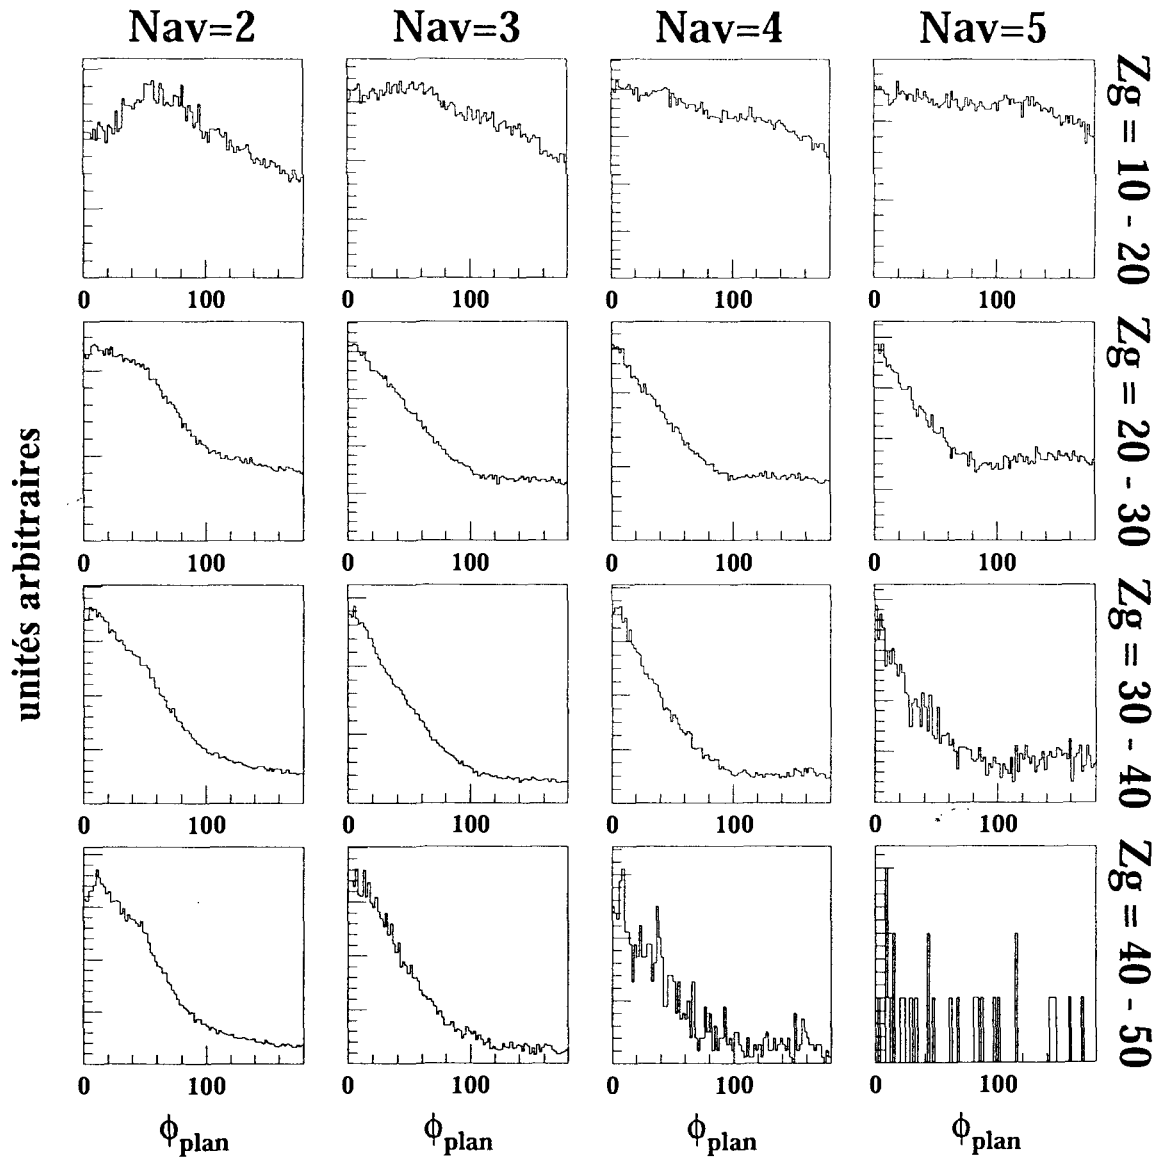 Nav=2 Nav=3 Nav=4 Nav=5
0 100 0 100 0 100 0 100
Zg = 10 - 20
0 100 0 100 0 100 0 100
Zg = 20 - 30
unités arbitraires
0 100 0 100 0 100 0 100
Zg = 30 - 40
0 100 0 100 0 100 0 100
Zg = 40 - 50
ϕplan ϕplan ϕplan ϕplan